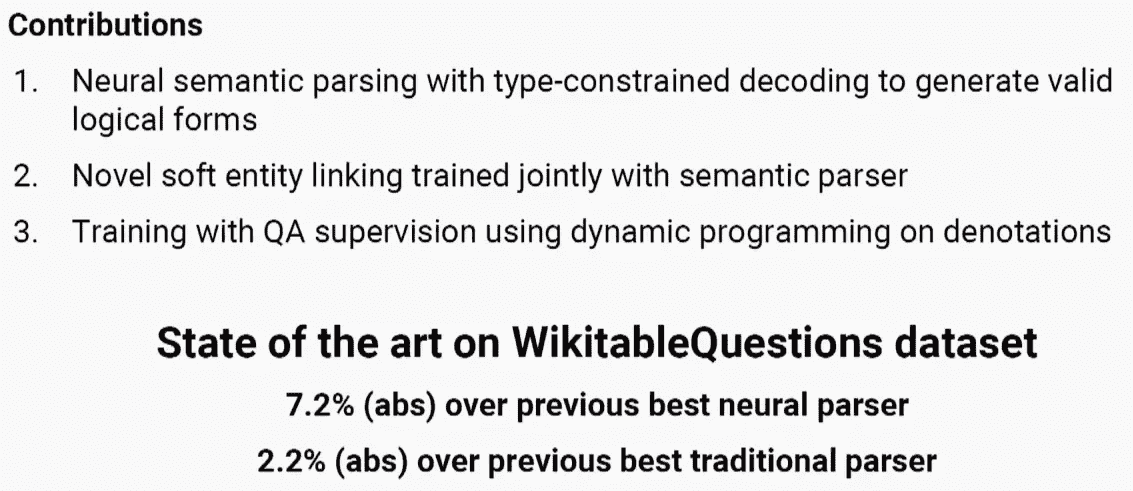 Contributions
1. Neural semantic parsing with type-constrained decoding to generate valid
logical forms
2. Novel soft entity linking trained jointly with semantic parser
3. Training with QA supervision using dynamic programming on denotations
State of the art on WikitableQuestions dataset
7.2% (abs) over previous best neural parser
2.2% (abs) over previous best traditional parser